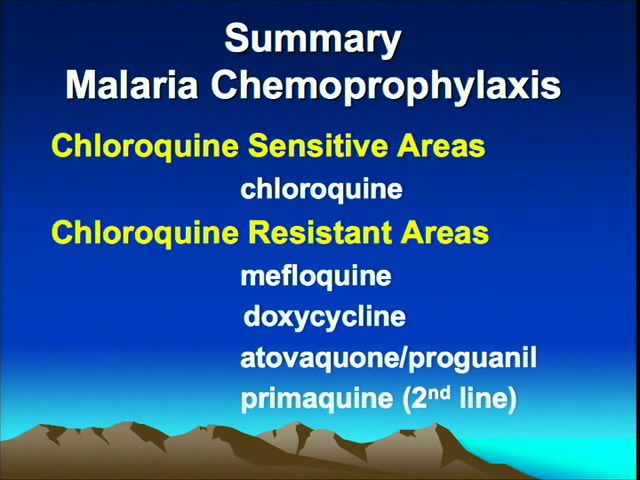 Summary
Malaria Chemoprophylaxis
Chloroquine Sensitive Areas
chloroquine
Chloroquine Resistant Areas
mefloquine
doxycycline
atovaquone/proguanil
primaquine (2nd line)